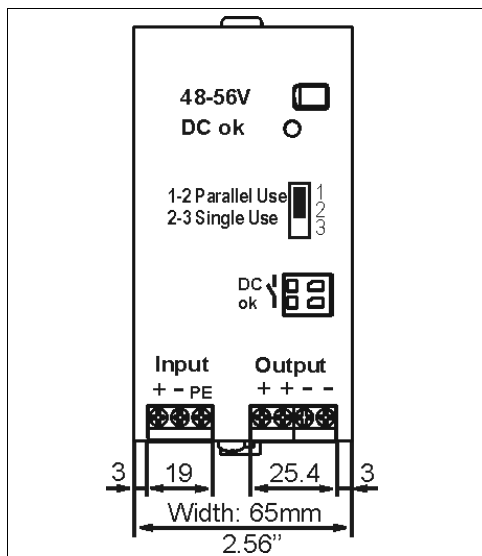 48-56V
DC ok
1-2 Parallel Use
2-3 Single Use
1
2
3
DC
ok
Input
Output
+ - PE
+ + - -
3
19
25.4
3
Width: 65mm
2.56"